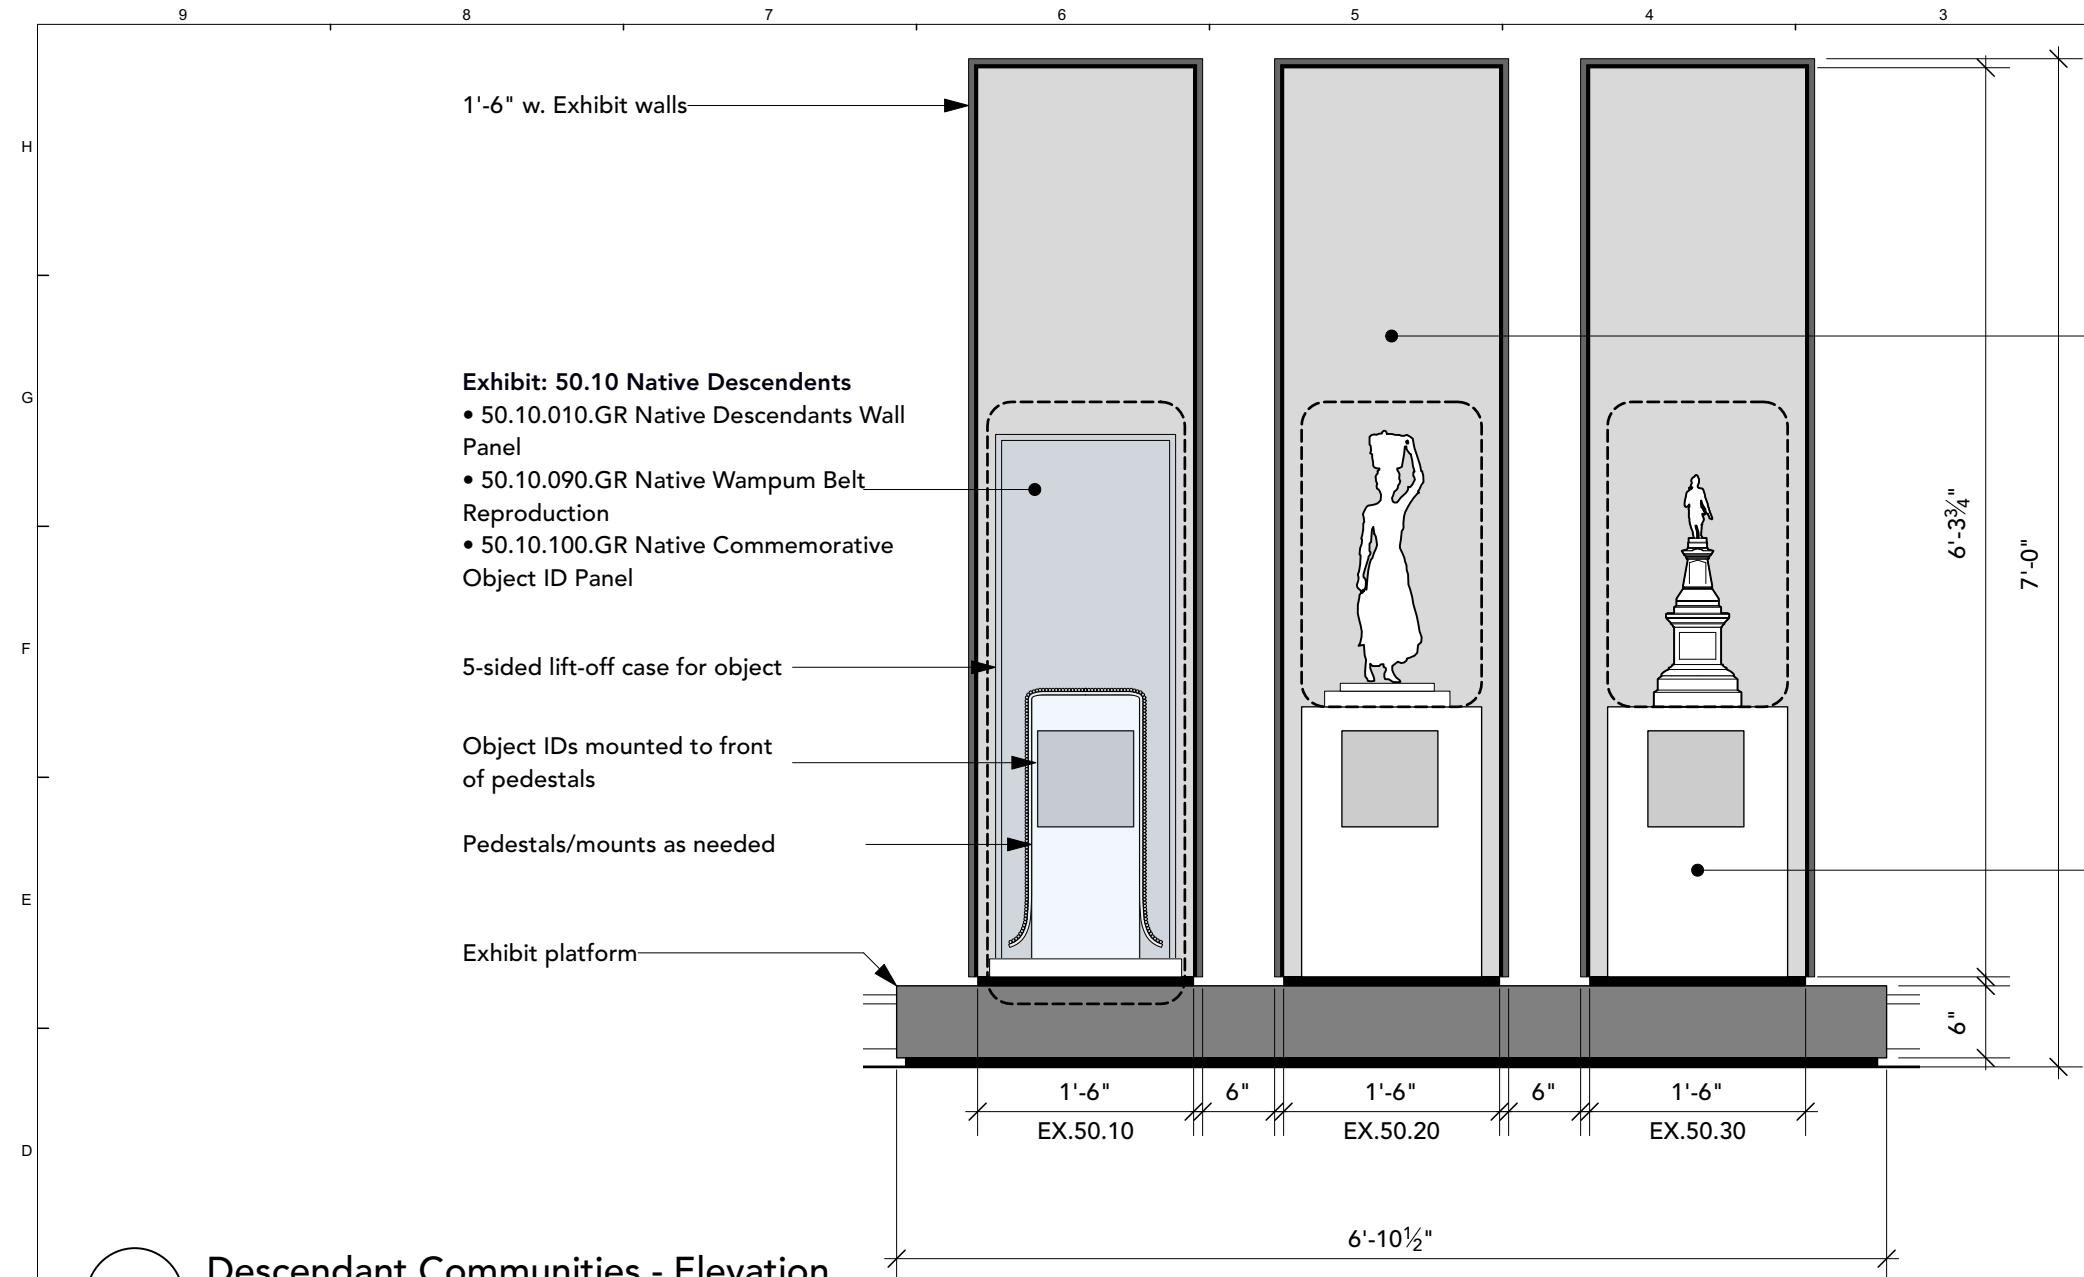 9 8 7 6 5 4 3
H
G
F
E
D
1'-6" w. Exhibit walls
Exhibit: 50.10 Native Descendents
• 50.10.010.GR Native Descendants Wall
Panel
• 50.10.090.GR Native Wampum Belt
Reproduction
• 50.10.100.GR Native Commemorative
Object ID Panel
5-sided lift-off case for object
Object IDs mounted to front
of pedestals
Pedestals/mounts as needed
Exhibit platform
6'-3¾"
7'-0"
6"
1'-6" 6" 1'-6" 6" 1'-6"
EX.50.10 EX.50.20 EX.50.30
6'-10½"
Descendant Communities - Elevation